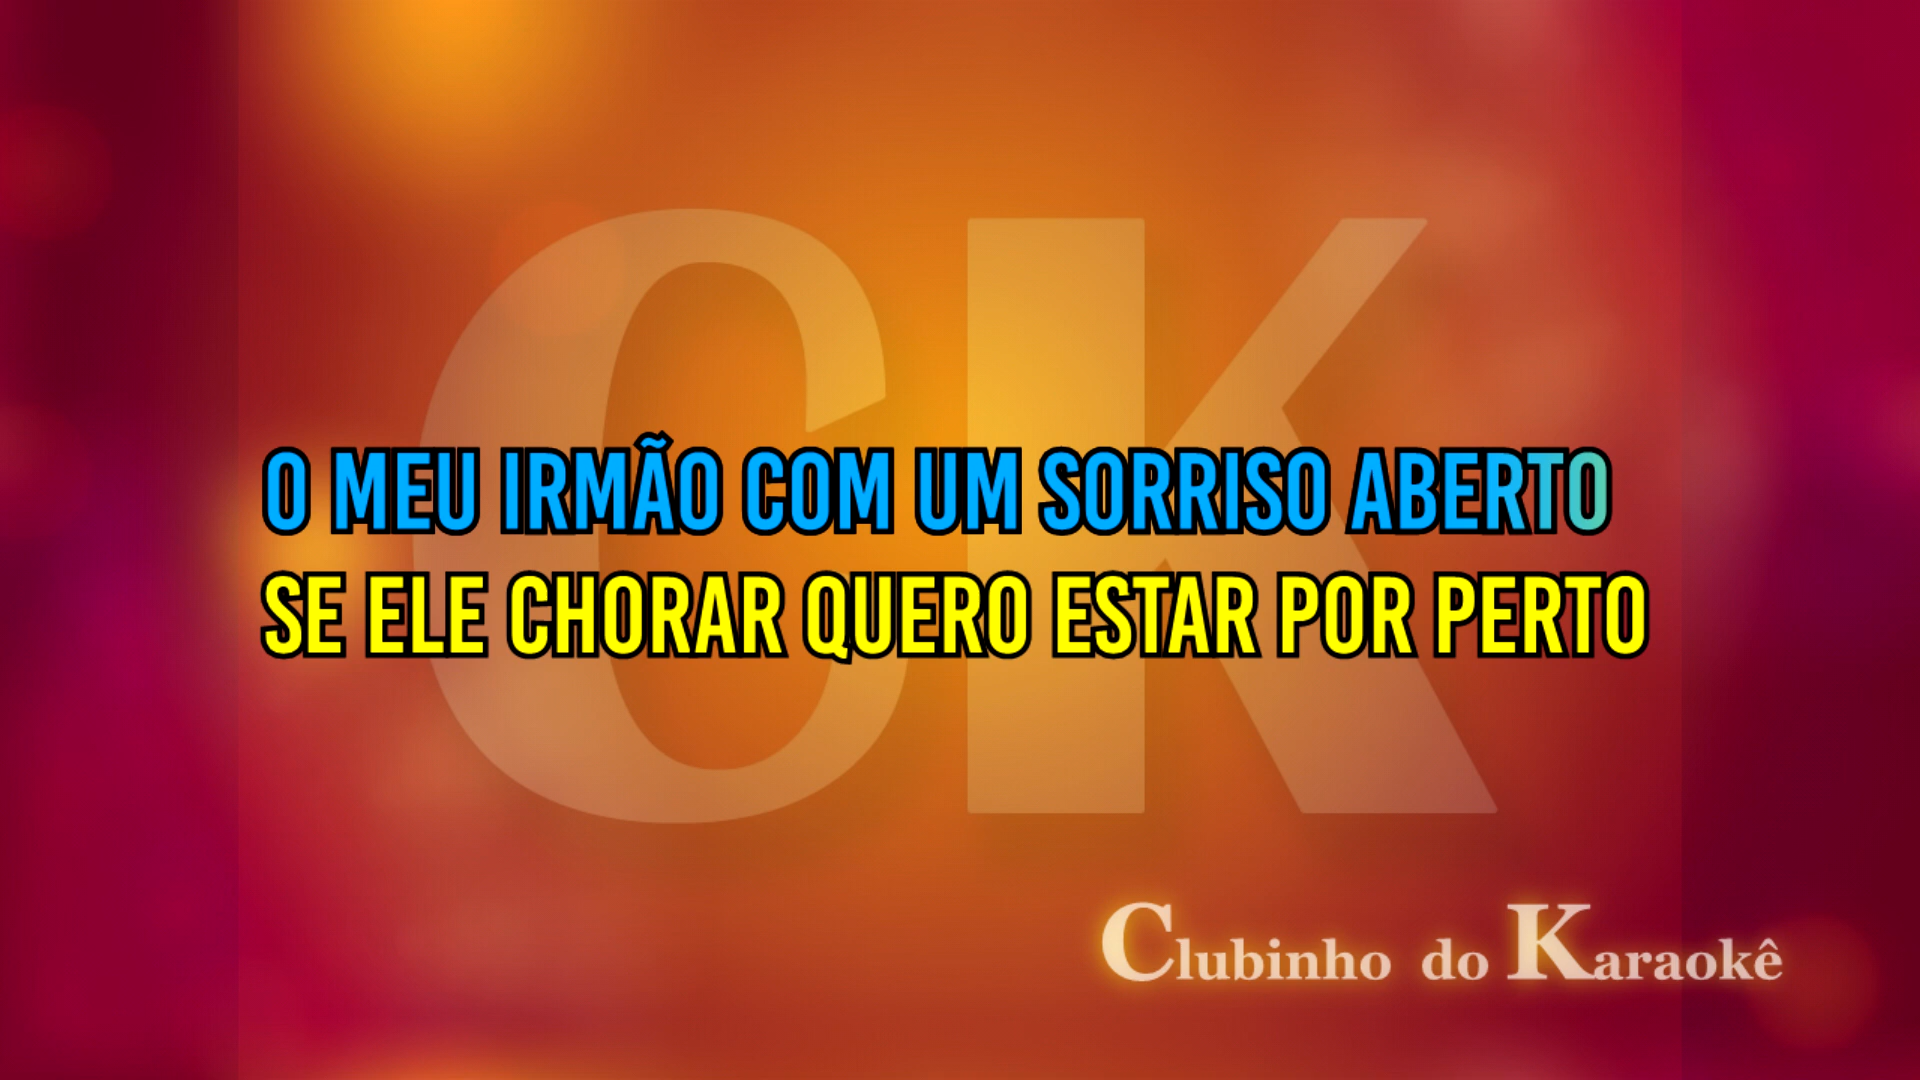 CK
O MEU IRMÃO COM UM SORRISO ABERTO
SE ELE CHORAR QUERO ESTAR POR PERTO
Clubinho do Karaokê